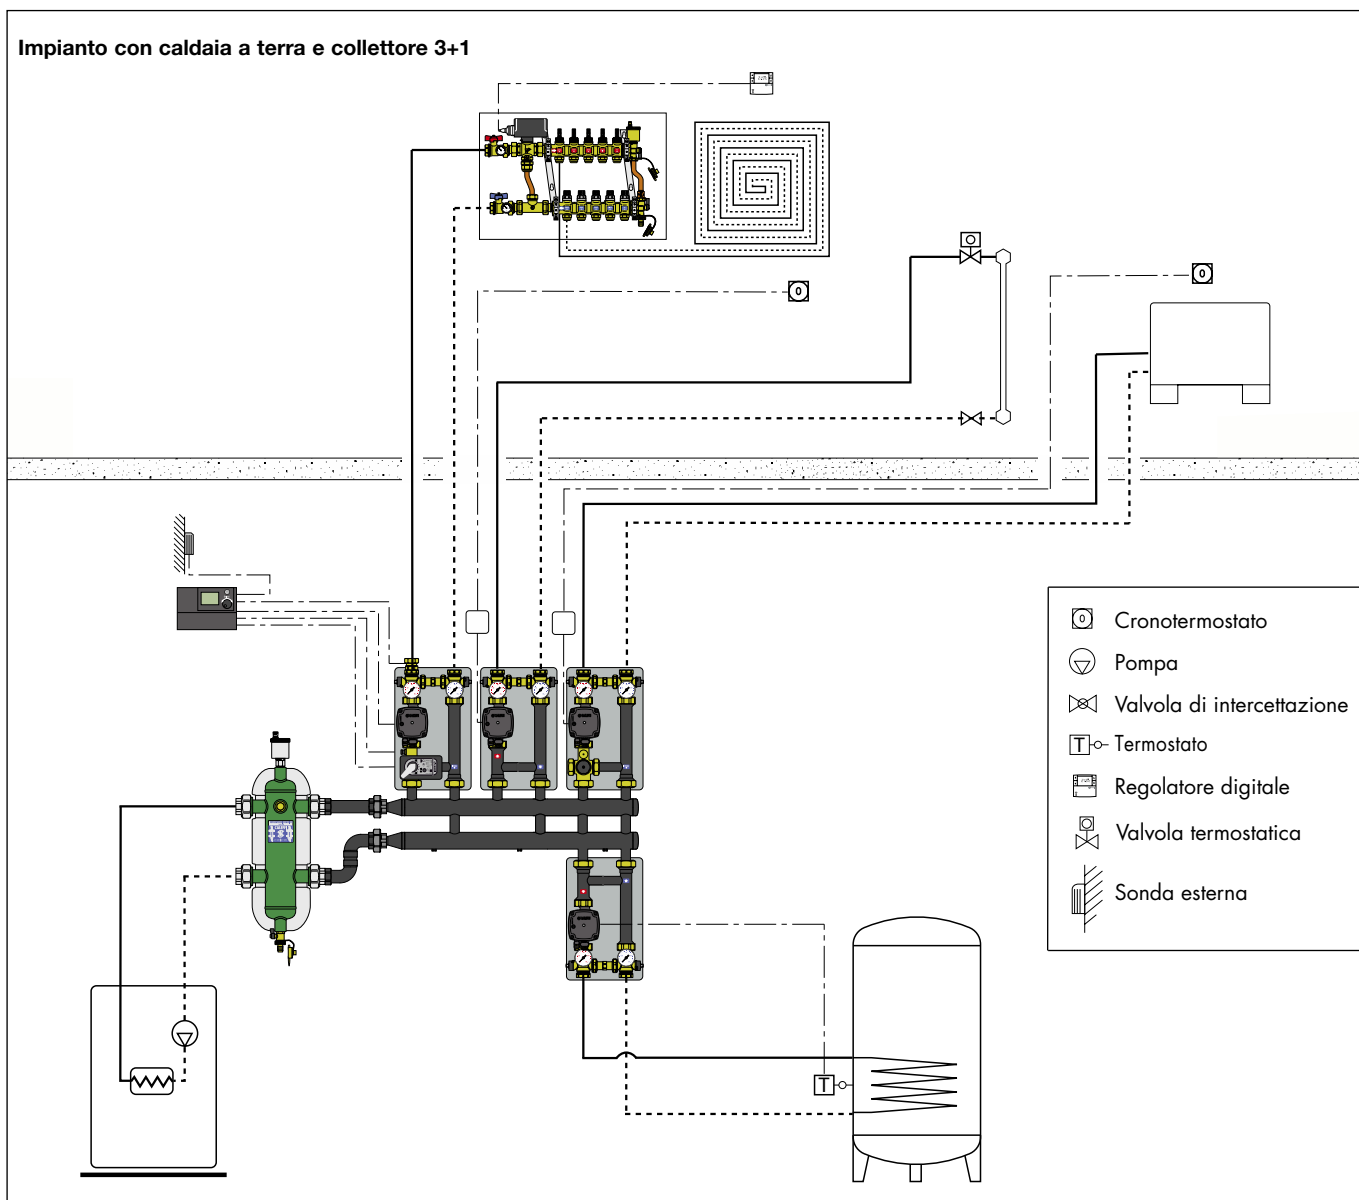 Impianto con caldaia a terra e collettore 3+1
Cronotermostato
Pompa
Valvola di intercettazione
T Termostato
Regolatore digitale
Valvola termostatica
Sonda esterna
T